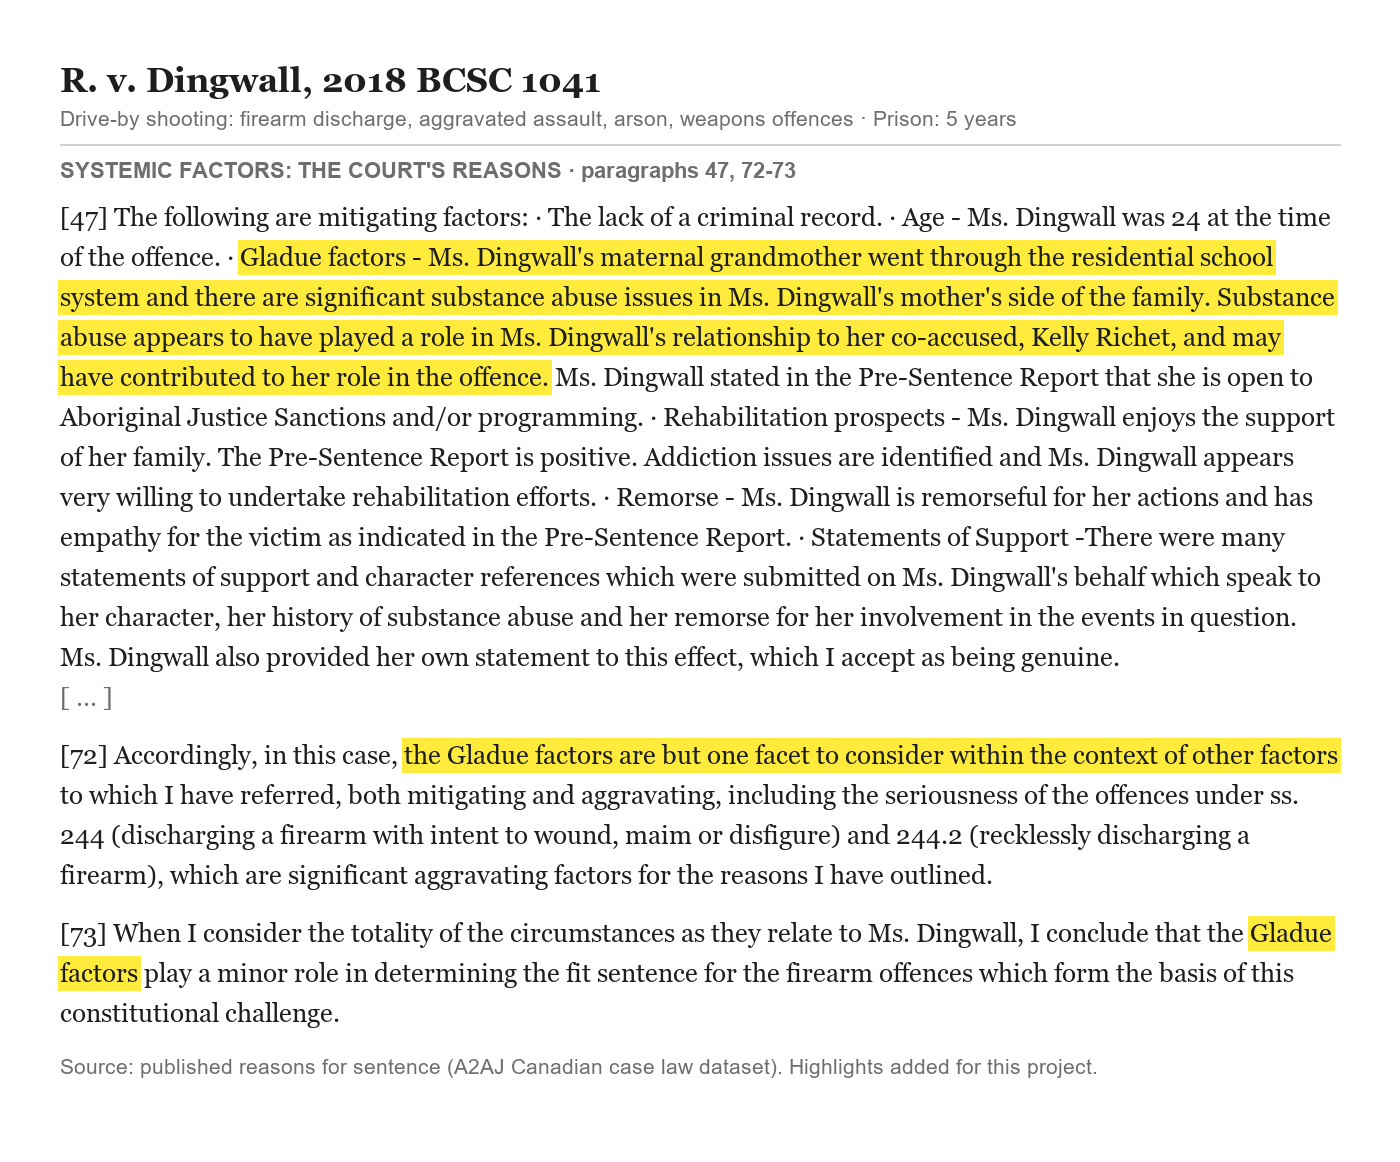 R. v. Dingwall, 2018 BCSC 1041
Drive-by shooting: firearm discharge, aggravated assault, arson, weapons offences · Prison: 5 years
SYSTEMIC FACTORS: THE COURT'S REASONS · paragraphs 47, 72-73
[47] The following are mitigating factors: · The lack of a criminal record. · Age - Ms. Dingwall was 24 at the time
of the offence. · Gladue factors - Ms. Dingwall's maternal grandmother went through the residential school
system and there are significant substance abuse issues in Ms. Dingwall's mother's side of the family. Substance
abuse appears to have played a role in Ms. Dingwall's relationship to her co-accused, Kelly Richet, and may
have contributed to her role in the offence. Ms. Dingwall stated in the Pre-Sentence Report that she is open to
Aboriginal Justice Sanctions and/or programming. · Rehabilitation prospects - Ms. Dingwall enjoys the support
of her family. The Pre-Sentence Report is positive. Addiction issues are identified and Ms. Dingwall appears
very willing to undertake rehabilitation efforts. · Remorse - Ms. Dingwall is remorseful for her actions and has
empathy for the victim as indicated in the Pre-Sentence Report. · Statements of Support -There were many
statements of support and character references which were submitted on Ms. Dingwall's behalf which speak to
her character, her history of substance abuse and her remorse for her involvement in the events in question.
Ms. Dingwall also provided her own statement to this effect, which I accept as being genuine.
[ ... ]
[72] Accordingly, in this case, the Gladue factors are but one facet to consider within the context of other factors
to which I have referred, both mitigating and aggravating, including the seriousness of the offences under ss.
244 (discharging a firearm with intent to wound, maim or disfigure) and 244.2 (recklessly discharging a
firearm), which are significant aggravating factors for the reasons I have outlined.
[73] When I consider the totality of the circumstances as they relate to Ms. Dingwall, I conclude that the Gladue
factors play a minor role in determining the fit sentence for the firearm offences which form the basis of this
constitutional challenge.
Source: published reasons for sentence (A2AJ Canadian case law dataset). Highlights added for this project.